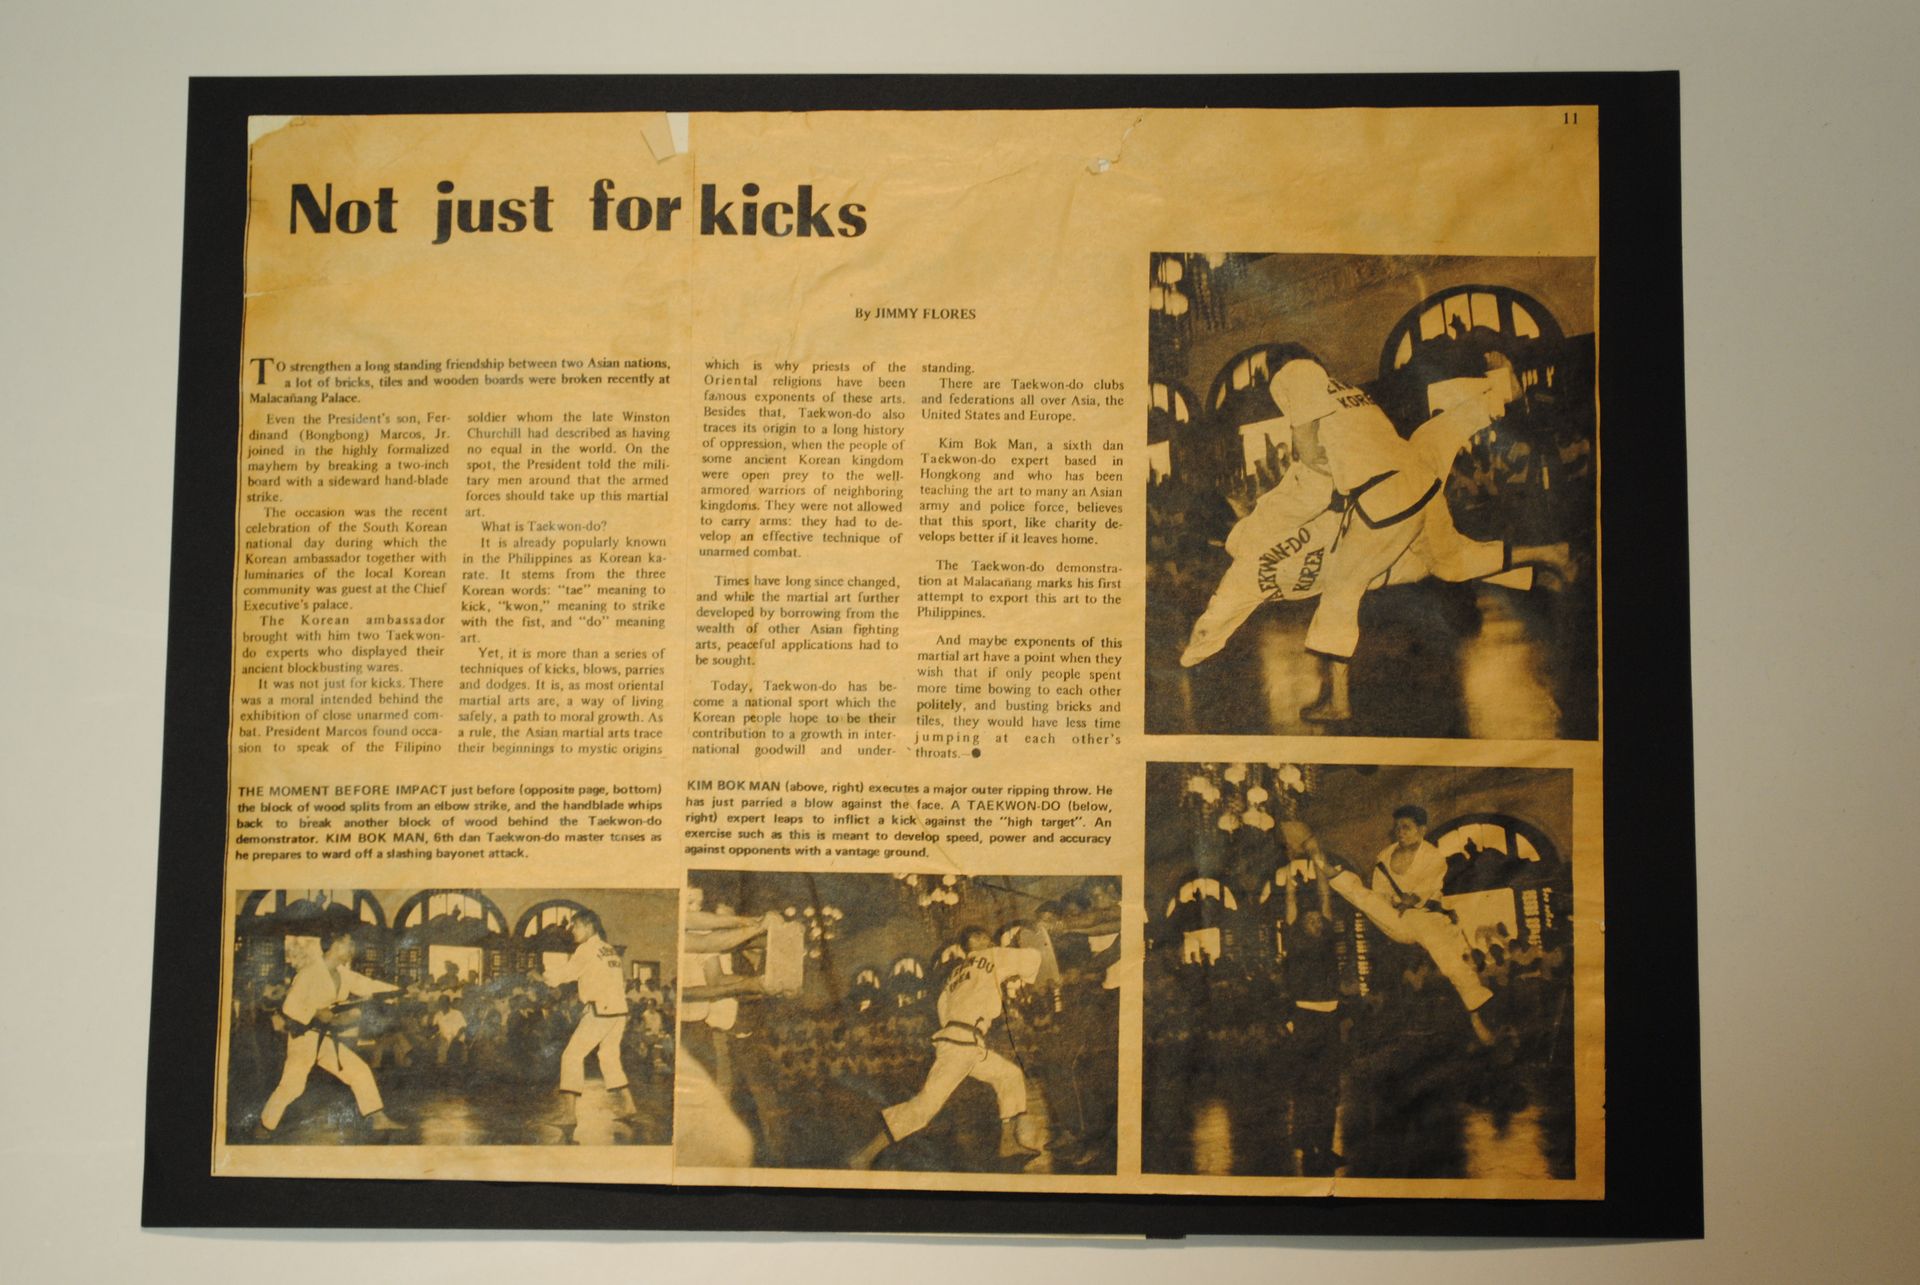 11
Not just for kicks
By JIMMY FLORES
TO strengthen a long standing friendship between two Asian nations,
a lot of bricks, tiles and wooden boards were broken recently at
Malacañang Palace.
Even the President's son, Fer-
dinand (Bongbong) Marcos, Jr.
joined in the highly formalized
mayhem by breaking a two-inch
board with a sideward hand-blade
strike.
The occasion was the recent
celebration of the South Korean
national day during which the
Korean ambassador together with
luminaries of the local Korean
community was guest at the Chief
Executive's palace.
The Korean ambassador
brought with him two Taekwon-
do experts who displayed their
ancient blockbusting wares.
It was not just for kicks. There
was a moral intended behind the
exhibition of close unarmed com-
bat. President Marcos found occa-
sion to speak of the Filipino
soldier whom the late Winston
Churchill had described as having
no equal in the world. On the
spot, the President told the mili-
tary men around that the armed
forces should take up this martial
art.
What is Taekwon-do?
It is already popularly known
in the Philippines as Korean ka-
rate. It stems from the three
Korean words: "tae" meaning to
kick, "kwon," meaning to strike
with the fist, and "do" meaning
art.
Yet, it is more than a series of
techniques of kicks, blows, parries
and dodges. It is, as most oriental
martial arts are, a way of living
safely, a path to moral growth. As
a rule, the Asian martial arts trace
their beginnings to mystic origins
which is why priests of the
Oriental religions have been
famous exponents of these arts.
Besides that, Taekwon-do also
traces its origin to a long history
of oppression, when the people of
some ancient Korean kingdom
were open prey to the well-
armored warriors of neighboring
kingdoms. They were not allowed
to carry arms: they had to de-
velop an effective technique of
unarmed combat.
Times have long since changed,
and while the martial art further
developed by borrowing from the
wealth of other Asian fighting
arts, peaceful applications had to
be sought.
Today, Taekwon-do has be-
come a national sport which the
Korean people hope to be their
contribution to a growth in inter-
national goodwill and under-
standing.
There are Taekwon-do clubs
and federations all over Asia, the
United States and Europe.
Kim Bok Man, a sixth dan
Taekwon-do expert based in
Hongkong and who has been
teaching the art to many an Asian
army and police force, believes
that this sport, like charity de-
velops better if it leaves home.
The Taekwon-do demonstra-
tion at Malacañang marks his first
attempt to export this art to the
Philippines.
And maybe exponents of this
martial art have a point when they
wish that if only people spent
more time bowing to each other
politely, and busting bricks and
tiles, they would have less time
jumping at each other's
throats.—●
THE MOMENT BEFORE IMPACT just before (opposite page, bottom)
the block of wood splits from an elbow strike, and the handblade whips
back to break another block of wood behind the Taekwon-do
demonstrator. KIM BOK MAN, 6th dan Taekwon-do master tenses as
he prepares to ward off a slashing bayonet attack.
KIM BOK MAN (above, right) executes a major outer ripping throw. He
has just parried a blow against the face. A TAEKWON-DO (below,
right) expert leaps to inflict a kick against the "high target". An
exercise such as this is meant to develop speed, power and accuracy
against opponents with a vantage ground.
KORE
TAEKWON-DO
KOREA